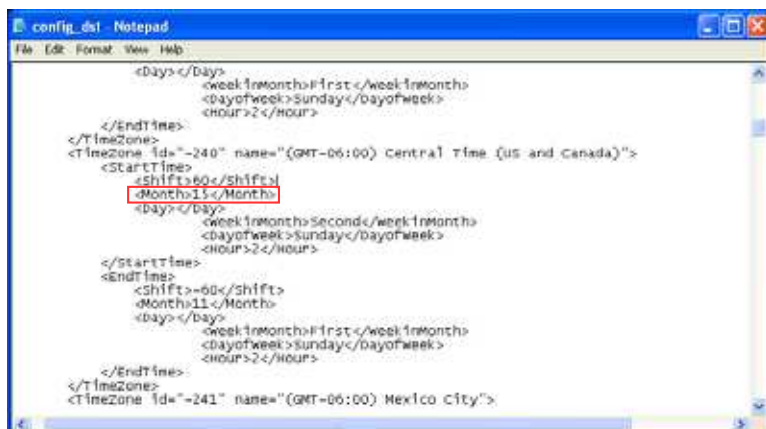 config_dst - Notepad
File Edit Format View Help
<Day></Day>
<WeekinMonth>First</WeekinMonth>
<DayofWeek>Sunday</DayofWeek>
<Hour>2</Hour>
</EndTime>
</TimeZone>
<TimeZone id="-240" name="(GMT-06:00) Central Time (US and Canada)">
<StartTime>
<Shift>60</Shift>
<Month>15</Month>
<Day></Day>
<WeekinMonth>Second</WeekinMonth>
<DayofWeek>Sunday</DayofWeek>
<Hour>2</Hour>
</StartTime>
<EndTime>
<Shift>-60</Shift>
<Month>11</Month>
<Day></Day>
<WeekinMonth>First</WeekinMonth>
<DayofWeek>Sunday</DayofWeek>
<Hour>2</Hour>
</EndTime>
</TimeZone>
<TimeZone id="-241" name="(GMT-06:00) Mexico City">